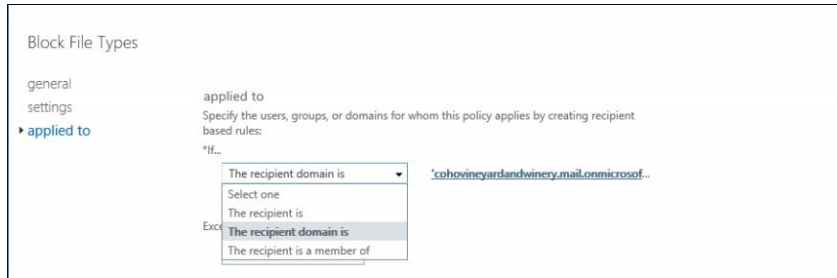 Block File Types
general
settings
applied to
applied to
Specify the users, groups, or domains for whom this policy applies by creating recipient
based rules:
*If...
The recipient domain is
'cohovineyardandwinery.mail.onmicrosof...
Select one
The recipient is
Exce
The recipient domain is
The recipient is a member of